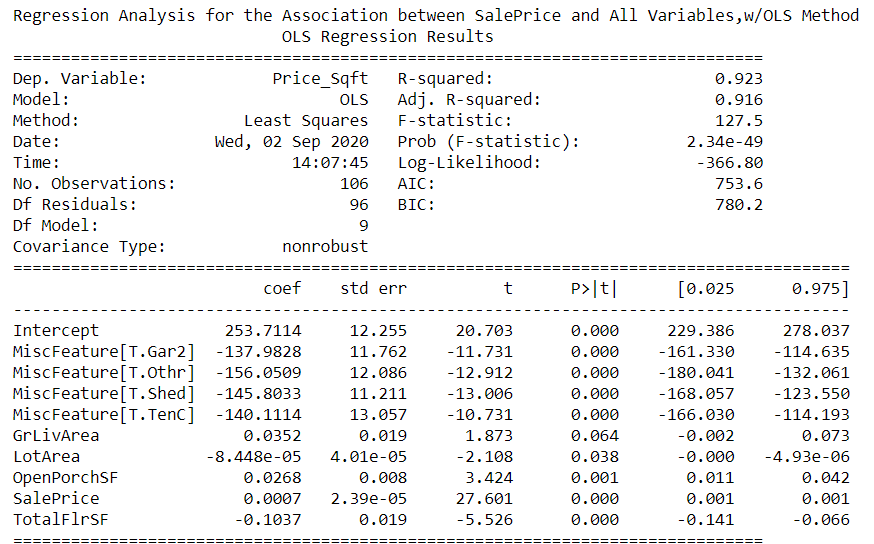 Regression Analysis for the Association between SalePrice and All Variables,w/OLS Method
OLS Regression Results
==============================================================================
Dep. Variable: Price_Sqft R-squared: 0.923
Model: OLS Adj. R-squared: 0.916
Method: Least Squares F-statistic: 127.5
Date: Wed, 02 Sep 2020 Prob (F-statistic): 2.34e-49
Time: 14:07:45 Log-Likelihood: -366.80
No. Observations: 106 AIC: 753.6
Df Residuals: 96 BIC: 780.2
Df Model: 9
Covariance Type: nonrobust
=======================================================================================
coef std err t P>|t| [0.025 0.975]
---------------------------------------------------------------------------------------
Intercept 253.7114 12.255 20.703 0.000 229.386 278.037
MiscFeature[T.Gar2] -137.9828 11.762 -11.731 0.000 -161.330 -114.635
MiscFeature[T.Othr] -156.0509 12.086 -12.912 0.000 -180.041 -132.061
MiscFeature[T.Shed] -145.8033 11.211 -13.006 0.000 -168.057 -123.550
MiscFeature[T.TenC] -140.1114 13.057 -10.731 0.000 -166.030 -114.193
GrLivArea 0.0352 0.019 1.873 0.064 -0.002 0.073
LotArea -8.448e-05 4.01e-05 -2.108 0.038 -0.000 -4.93e-06
OpenPorchSF 0.0268 0.008 3.424 0.001 0.011 0.042
SalePrice 0.0007 2.39e-05 27.601 0.000 0.001 0.001
TotalFlrSF -0.1037 0.019 -5.526 0.000 -0.141 -0.066
==============================================================================